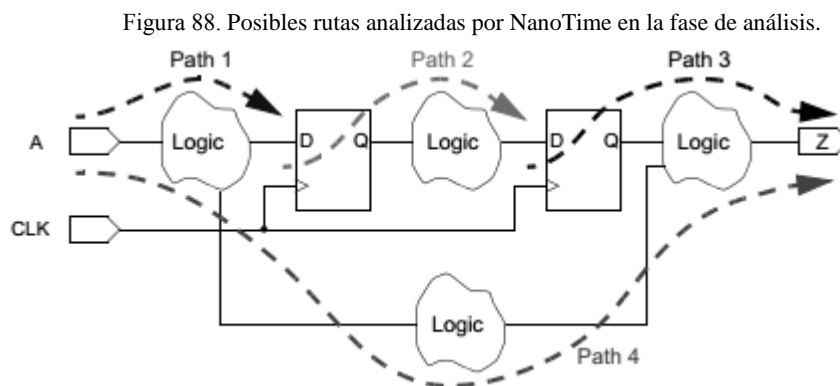 Figura 88. Posibles rutas analizadas por NanoTime en la fase de análisis.
Path 1
Path 2
Path 3
A
Logic
D
Q
Logic
D
Q
Logic
Z
CLK
Logic
Path 4